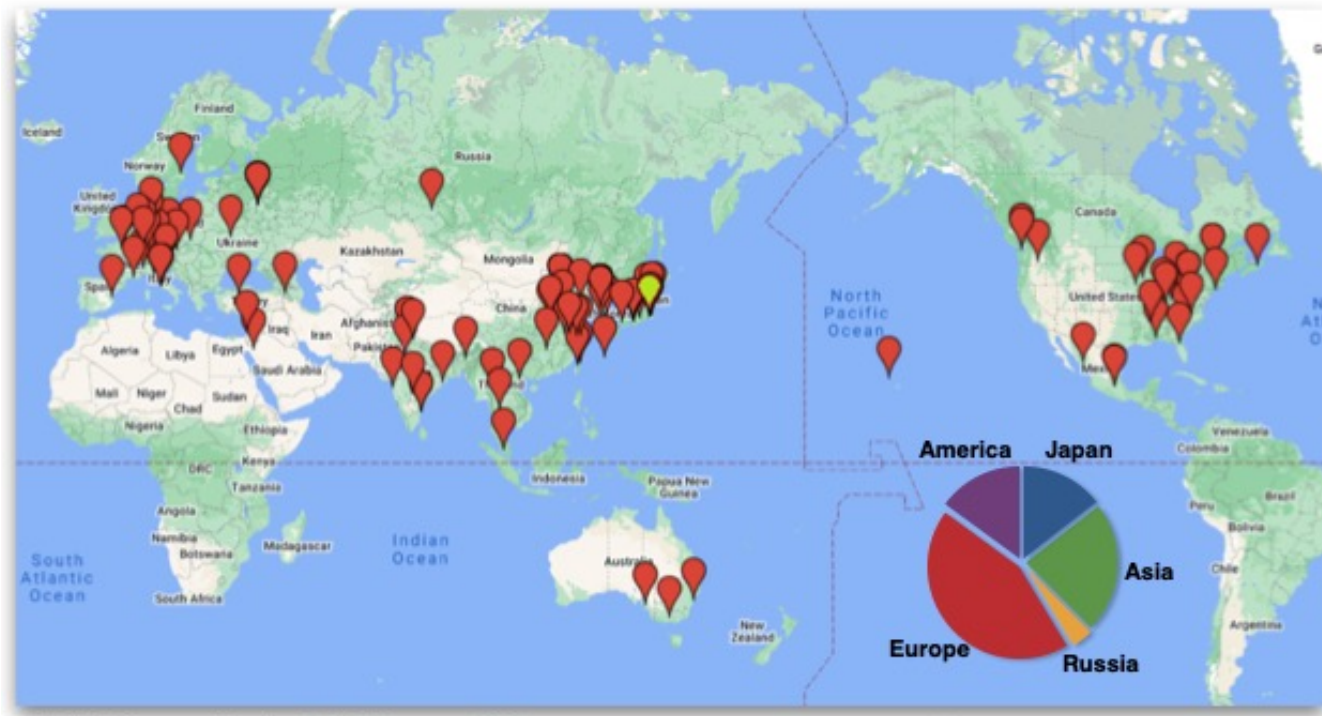 Iceland
Finland
Sweden
Norway
Russia
United
Kingdom
Canada
Ukraine
Kazakhstan
Mongolia
Spain
Italy
China
United States
North
Pacific
Ocean
Iraq
Iran
Afghanistan
Pakistan
Algeria
Libya
Egypt
Saudi Arabia
Thailand
Mexico
Mali
Niger
Chad
Sudan
Nigeria
Ethiopia
Venezuela
Colombia
DRC
Kenya
Tanzania
Indonesia
Papua New
Guinea
America
Japan
Brazil
Peru
Angola
Namibia
Botswana
Madagascar
Indian
Ocean
Bolivia
South
Atlantic
Ocean
Australia
Asia
Chile
South Africa
New
Zealand
Europe
Russia
Argentina